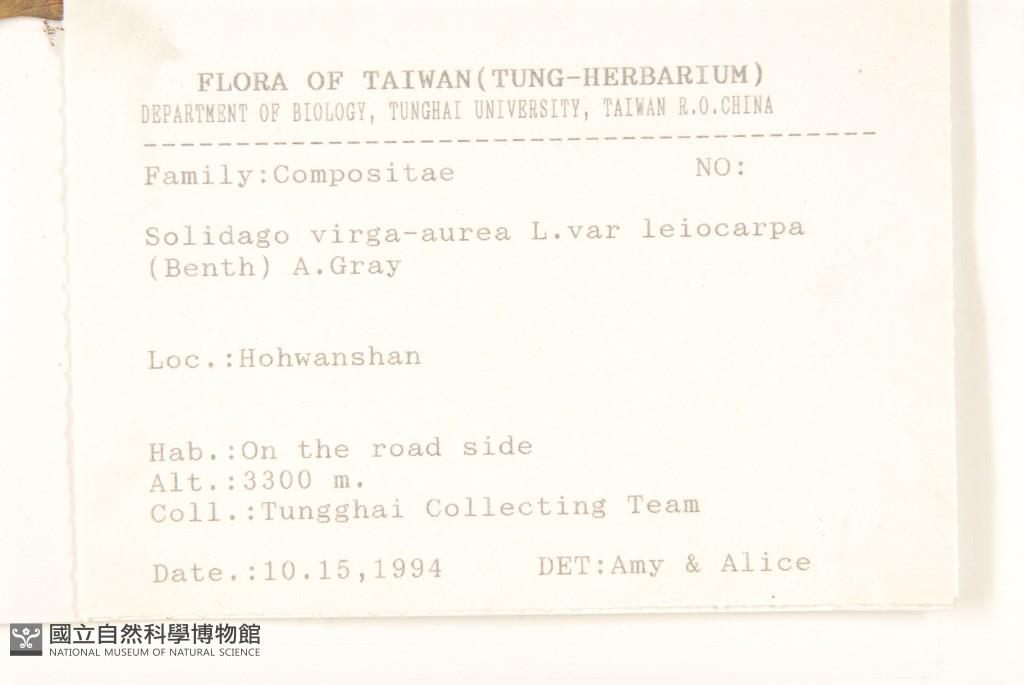 FLORA OF TAIWAN(TUNG-HERBARIUM)
DEPARTMENT OF BIOLOGY, TUNGHAI UNIVERSITY, TAIWAN R.O.CHINA
Family:Compositae NO:
Solidago virga-aurea L.var leiocarpa
(Benth) A.Gray
Loc.:Hohwanshan
Hab.:On the road side
Alt.:3300 m.
Coll.:Tungghai Collecting Team
Date.:10.15,1994 DET:Amy & Alice
國立自然科學博物館
NATIONAL MUSEUM OF NATURAL SCIENCE